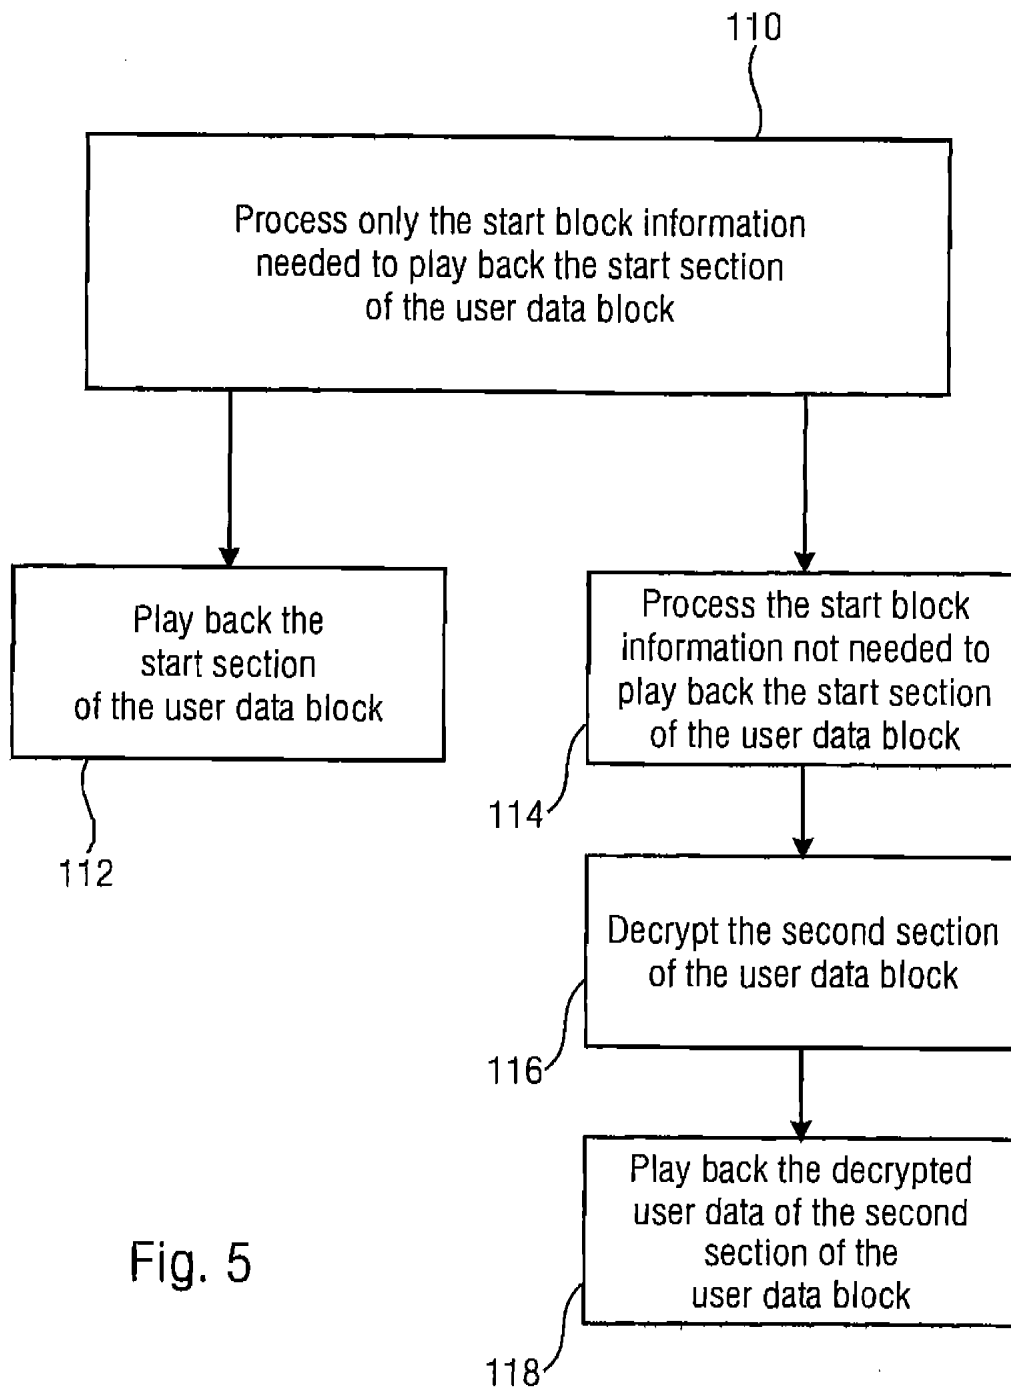 110
Process only the start block information
needed to play back the start section
of the user data block
Play back the
start section
of the user data block
112
Process the start block
information not needed to
play back the start section
of the user data block
114
Decrypt the second section
of the user data block
116
Play back the decrypted
user data of the second
section of the
user data block
118
Fig. 5